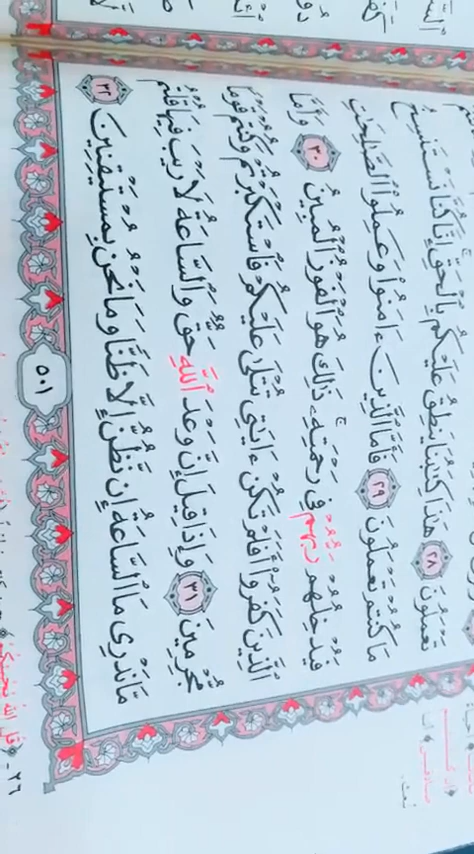 تَعْمَلُونَ ٢٨ هَٰذَا كِتَٰبُنَا يَنطِقُ عَلَيْكُم بِٱلْحَقِّ ۚ إِنَّا كُنَّا نَسْتَنسِخُ
مَا كُنتُمْ تَعْمَلُونَ ٢٩ فَأَمَّا ٱلَّذِينَ ءَامَنُوا۟ وَعَمِلُوا۟ ٱلصَّٰلِحَٰتِ
فَيُدْخِلُهُمْ رَبُّهُمْ فِى رَحْمَتِهِۦ ۚ ذَٰلِكَ هُوَ ٱلْفَوْزُ ٱلْمُبِينُ ٣٠ وَأَمَّا
ٱلَّذِينَ كَفَرُوٓا۟ أَفَلَمْ تَكُنْ ءَايَٰتِى تُتْلَىٰ عَلَيْكُمْ فَٱسْتَكْبَرْتُمْ وَكُنتُمْ قَوْمًا
مُّجْرِمِينَ ٣١ وَإِذَا قِيلَ إِنَّ وَعْدَ ٱللَّهِ حَقٌّ وَٱلسَّاعَةُ لَا رَيْبَ فِيهَا قُلْتُم
مَّا نَدْرِى مَا ٱلسَّاعَةُ إِن نَّظُنُّ إِلَّا ظَنًّا وَمَا نَحْنُ بِمُسْتَيْقِنِينَ ٣٢
٥٠١